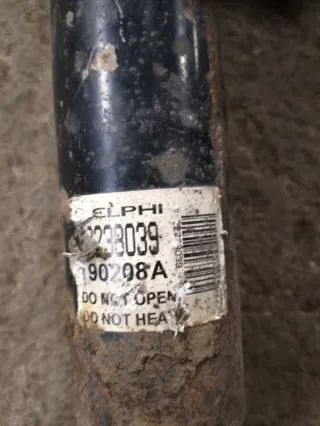 ELPHI
238039
190208A
DO NOT OPEN
DO NOT HEA